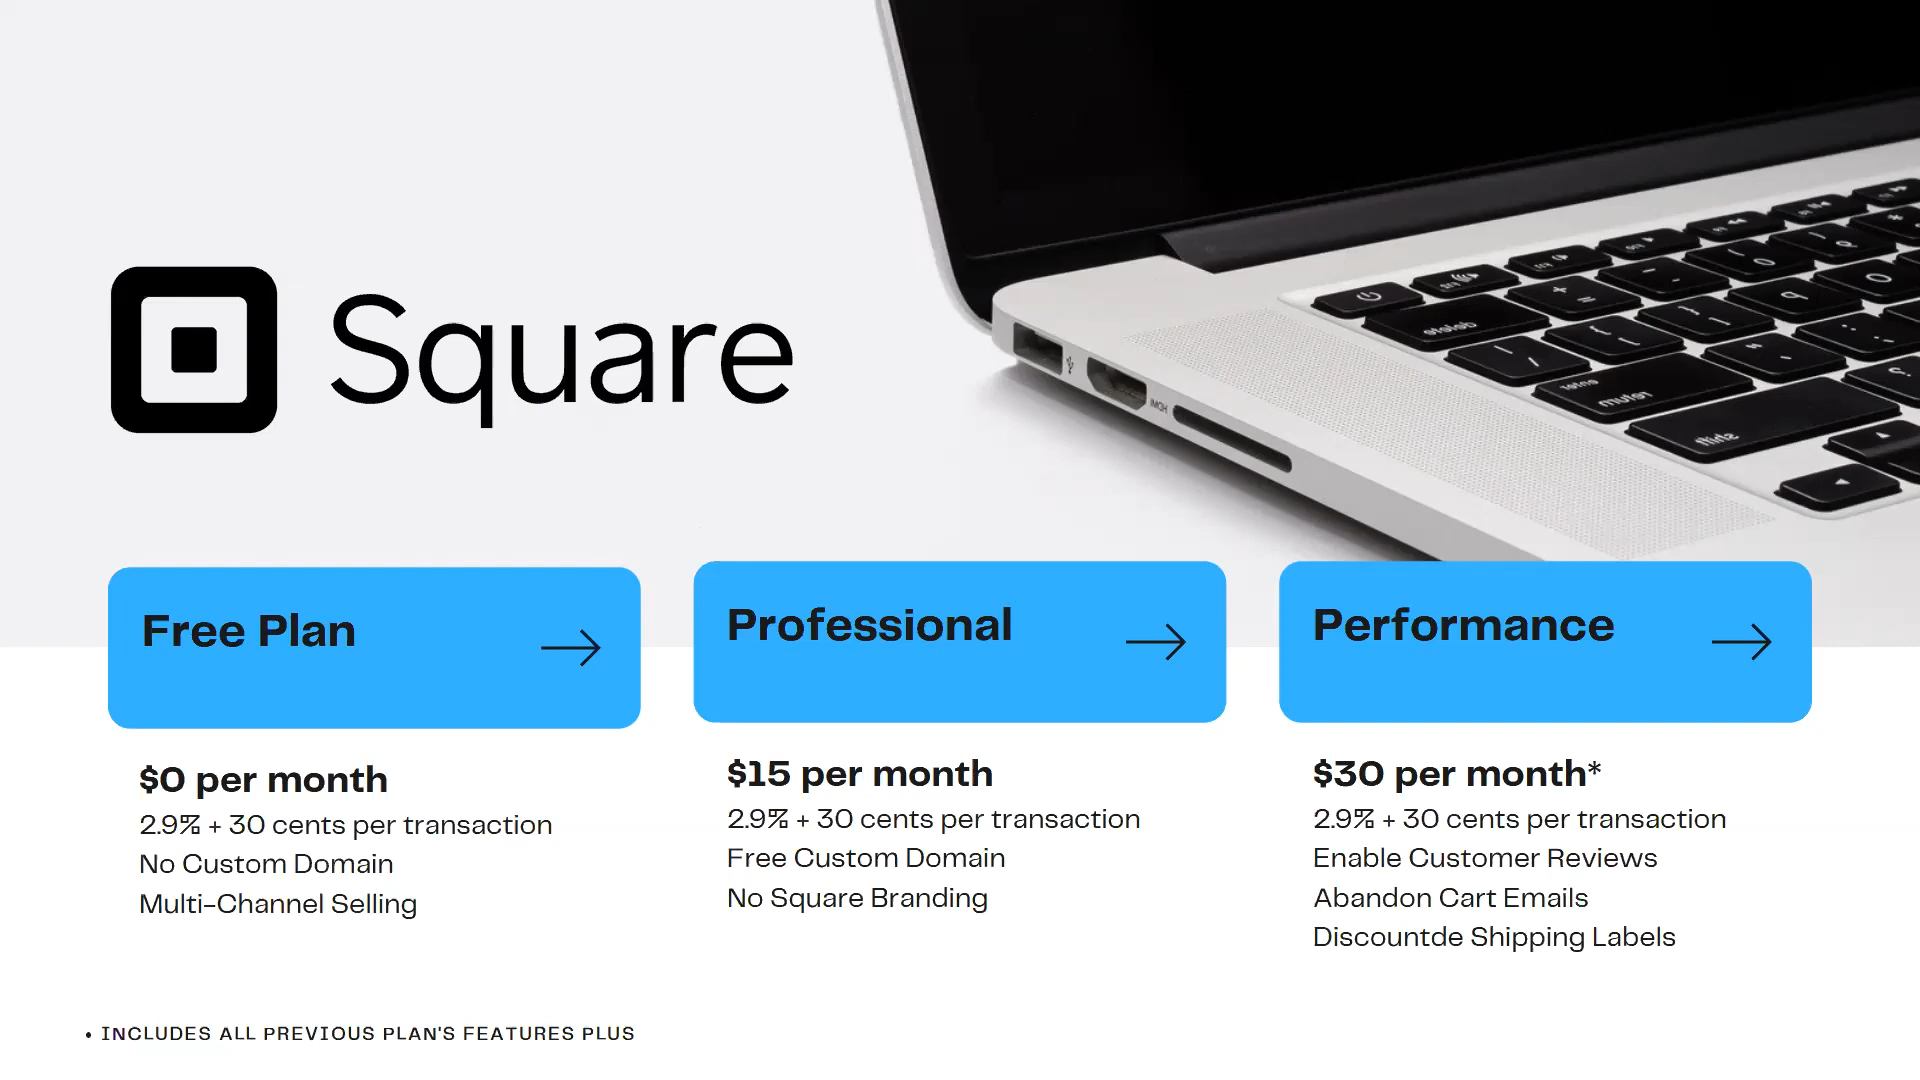 Square
Free Plan
$0 per month
2.9% + 30 cents per transaction
No Custom Domain
Multi-Channel Selling
Professional
$15 per month
2.9% + 30 cents per transaction
Free Custom Domain
No Square Branding
Performance
$30 per month*
2.9% + 30 cents per transaction
Enable Customer Reviews
Abandon Cart Emails
Discountde Shipping Labels
• INCLUDES ALL PREVIOUS PLAN'S FEATURES PLUS